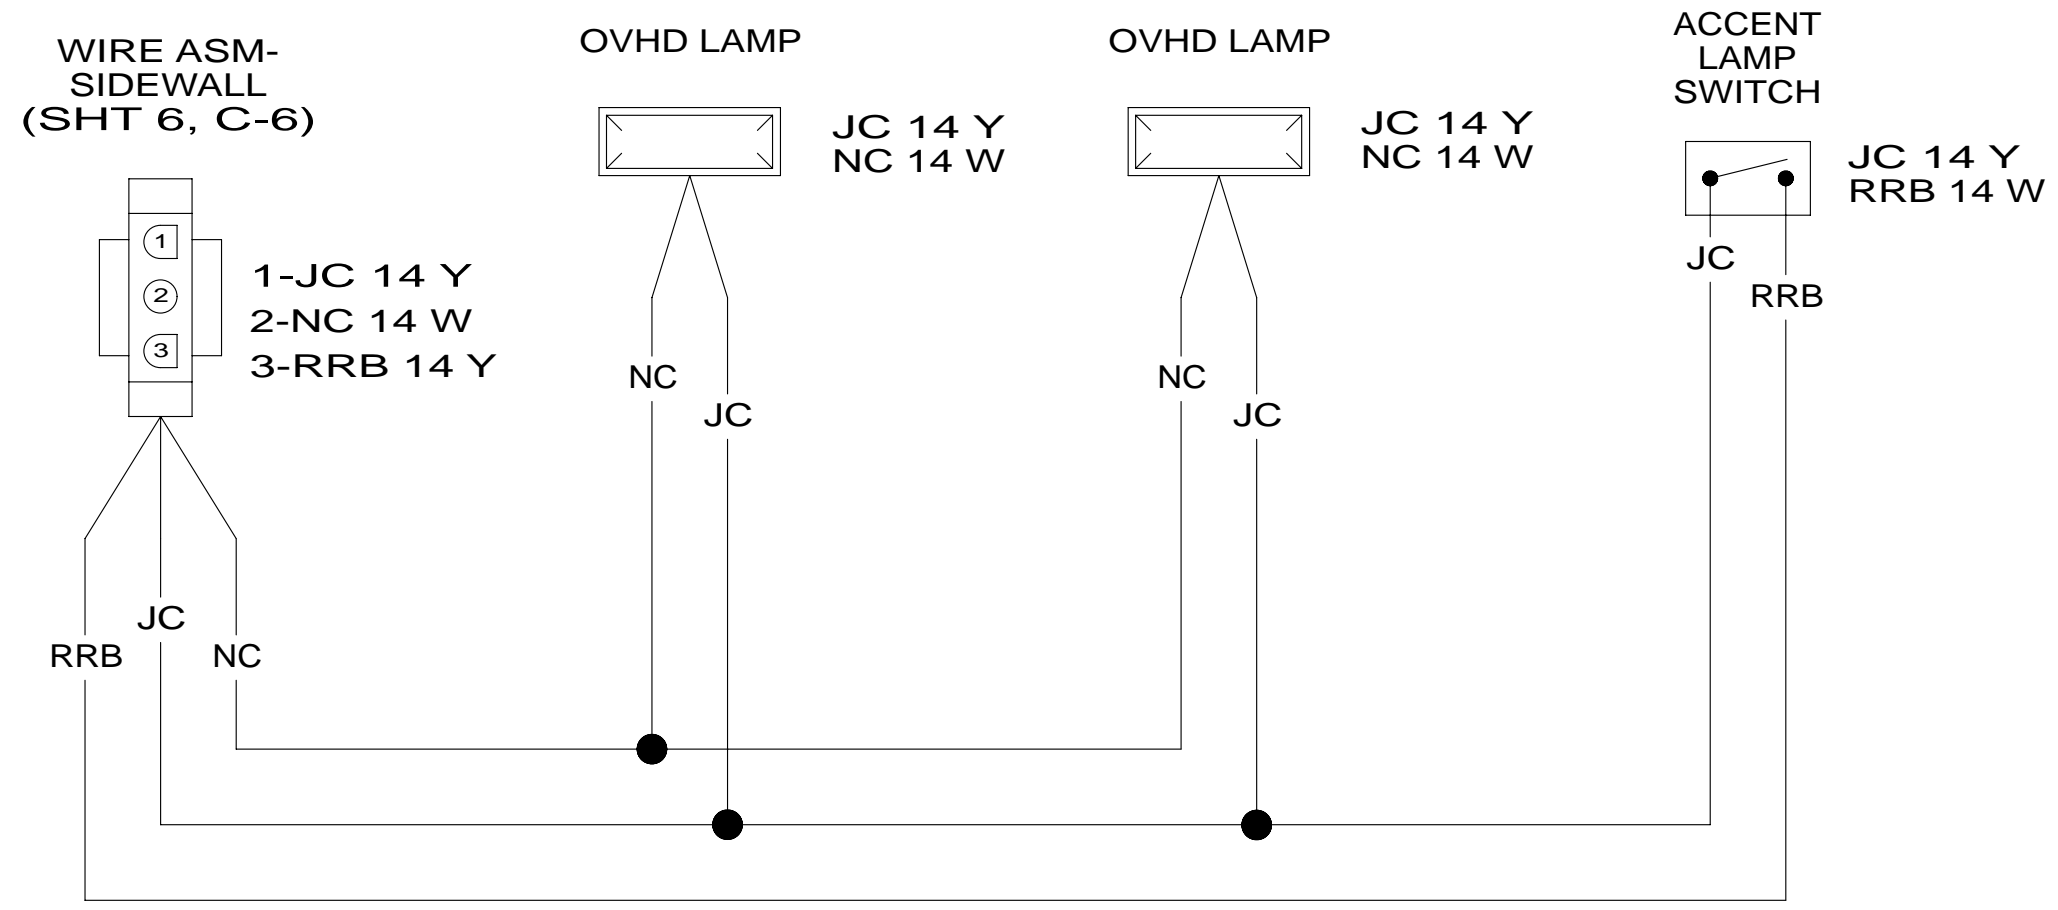 WIRE ASM-
SIDEWALL
(SHT 6, C-6)
1
2
3
1-JC 14 Y
2-NC 14 W
3-RRB 14 Y
RRB
JC
NC
OVHD LAMP
JC 14 Y
NC 14 W
NC
JC
OVHD LAMP
JC 14 Y
NC 14 W
NC
JC
ACCENT
LAMP
SWITCH
JC 14 Y
RRB 14 W
JC
RRB